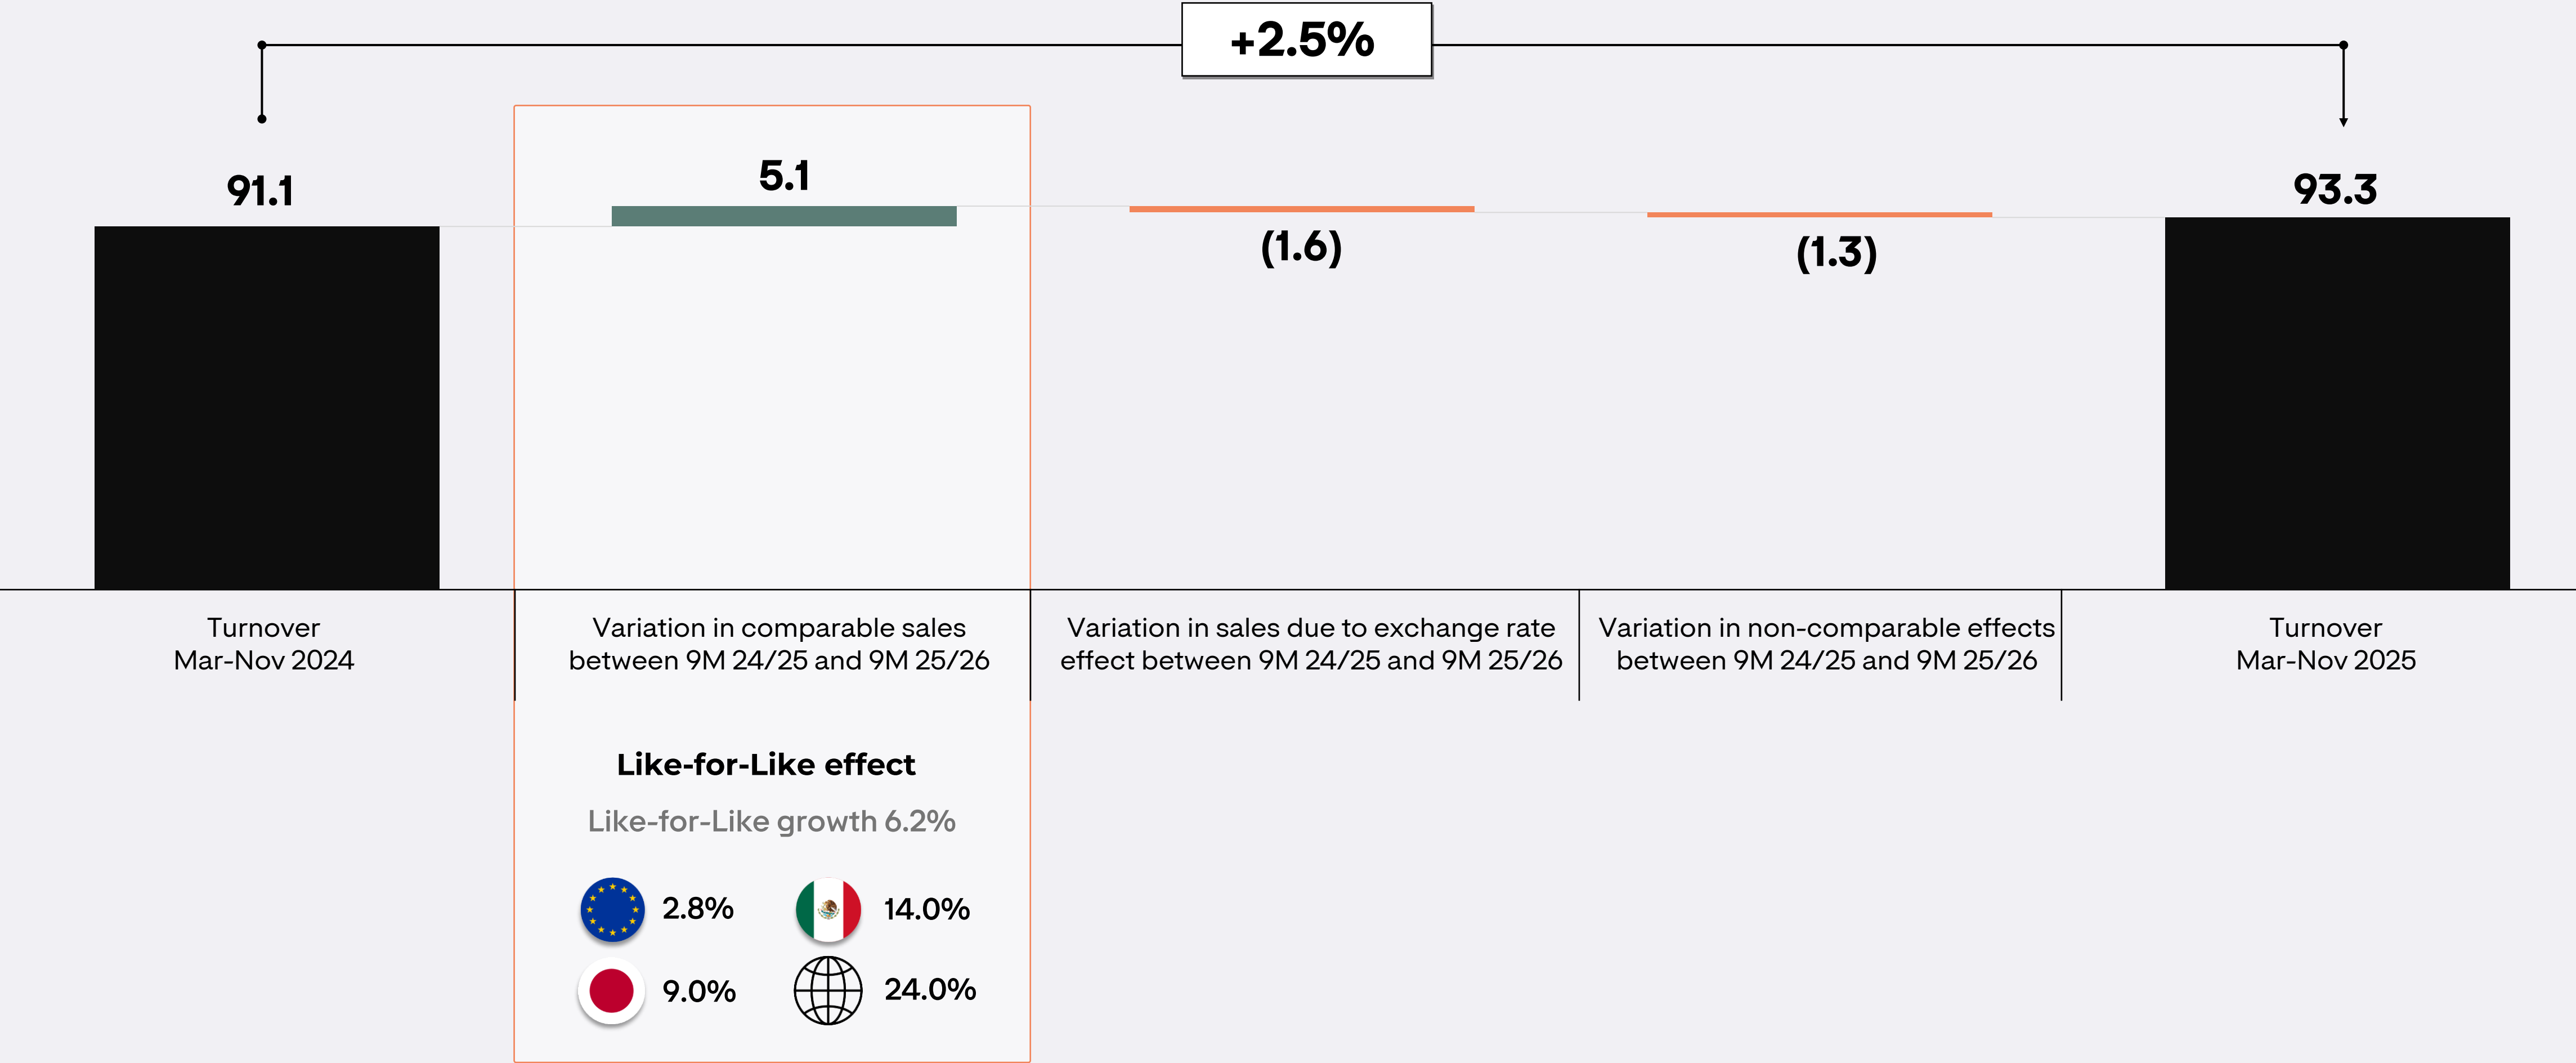 +2.5%
91.1
5.1
(1.6)
(1.3)
93.3
Turnover
Mar-Nov 2024
Variation in comparable sales
between 9M 24/25 and 9M 25/26
Variation in sales due to exchange rate
effect between 9M 24/25 and 9M 25/26
Variation in non-comparable effects
between 9M 24/25 and 9M 25/26
Turnover
Mar-Nov 2025
Like-for-Like effect
Like-for-Like growth 6.2%
2.8%
14.0%
9.0%
24.0%